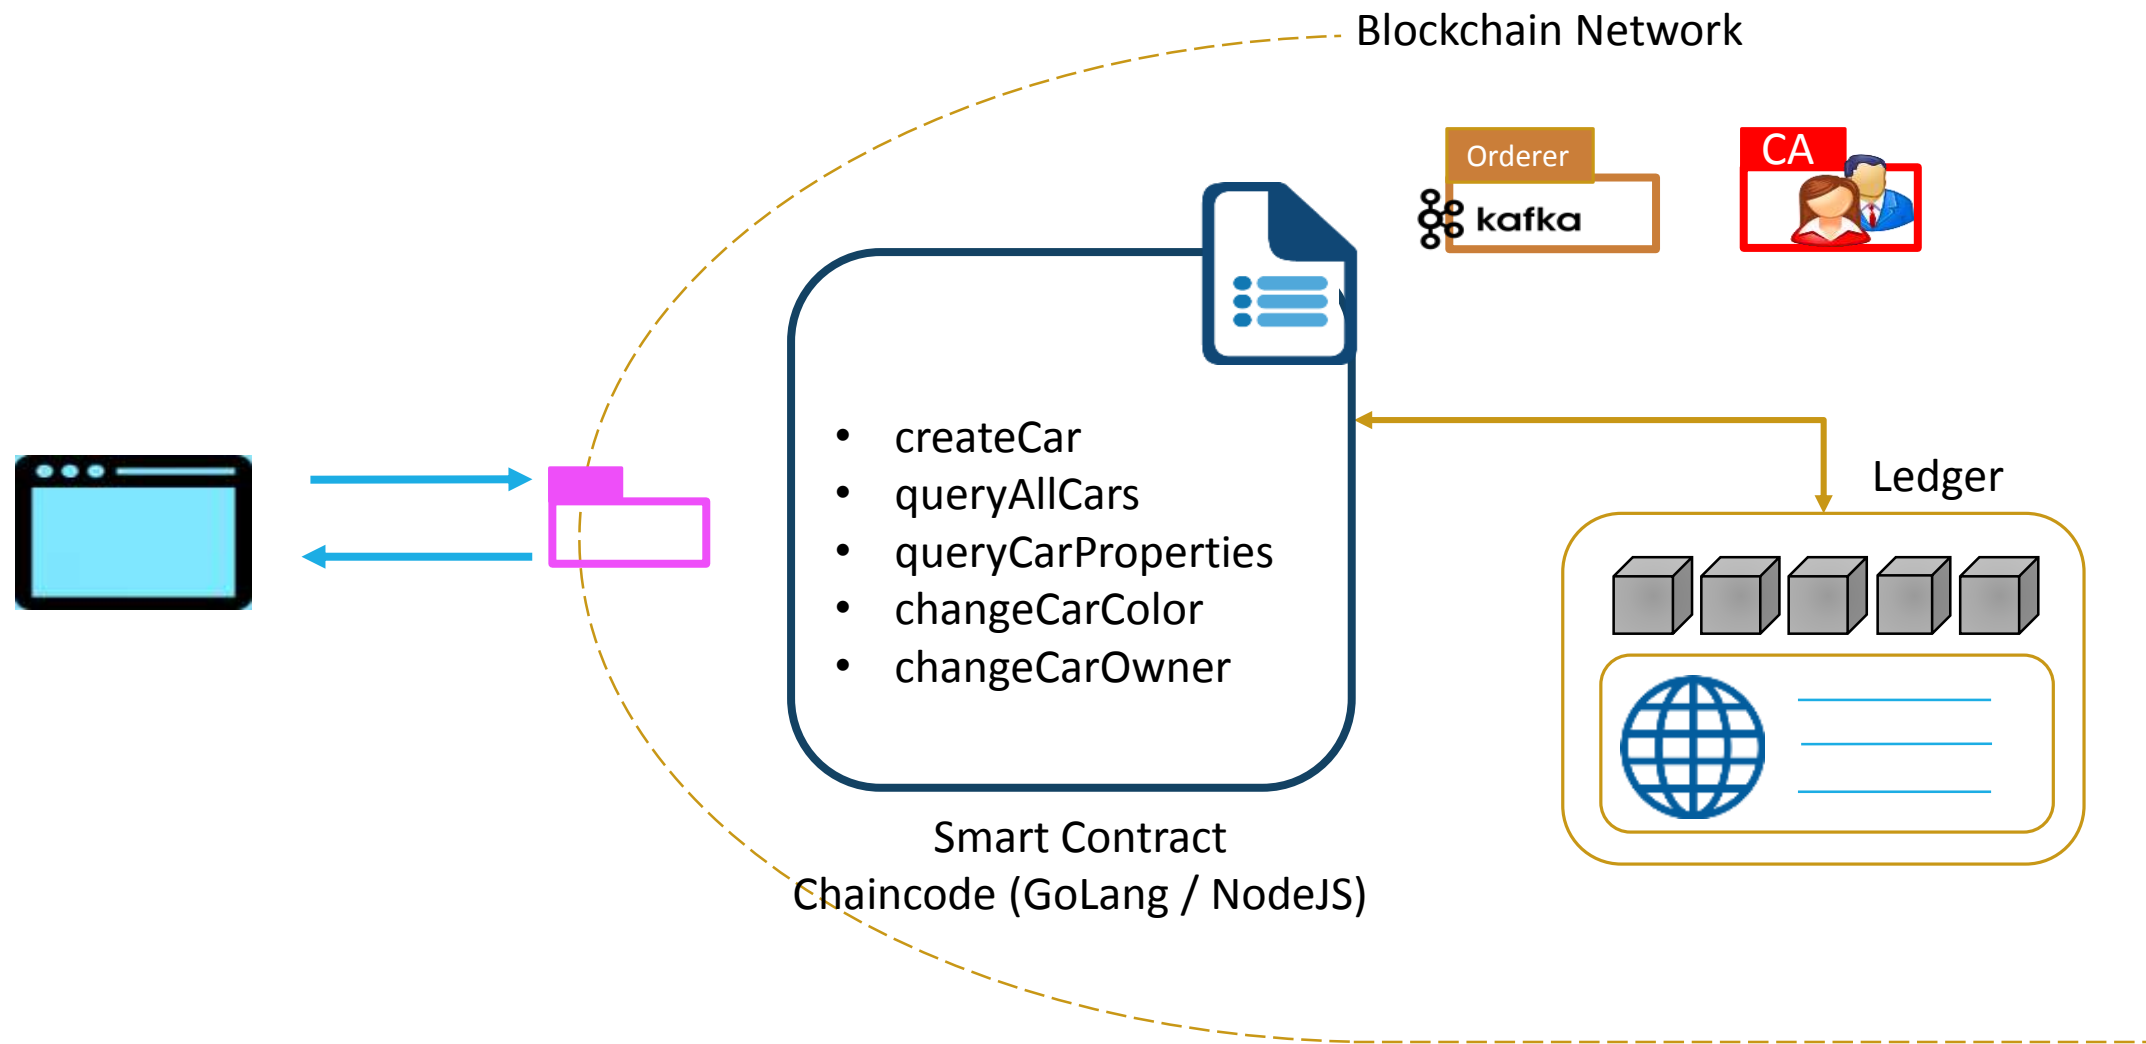 Blockchain Network
Orderer
kafka
CA
• createCar
• queryAllCars
• queryCarProperties
• changeCarColor
• changeCarOwner
Ledger
Smart Contract
Chaincode (GoLang / NodeJS)